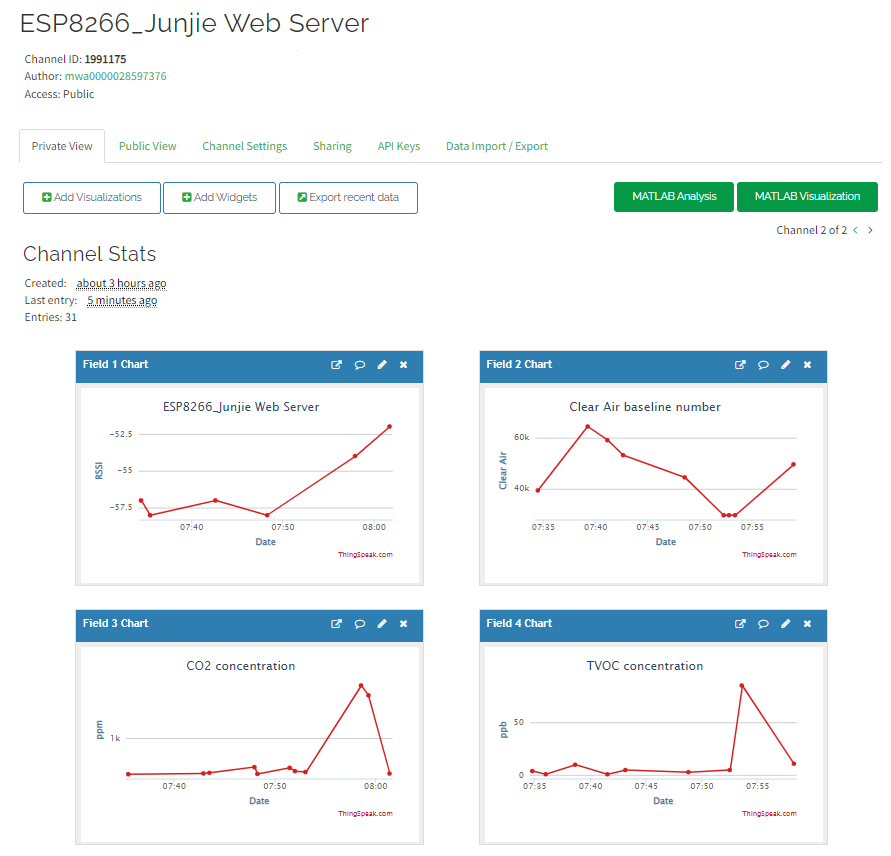 ESP8266_Junjie Web Server
Channel ID: 1991175
Author: mwa0000028597376
Access: Public
Private View Public View Channel Settings Sharing API Keys Data Import / Export
Add Visualizations Add Widgets Export recent data MATLAB Analysis MATLAB Visualization
Channel 2 of 2 < >
Channel Stats
Created: about 3 hours ago
Last entry: 5 minutes ago
Entries: 31
Field 1 Chart
ESP8266_Junjie Web Server
RSSI
-52.5
-55
-57.5
07:40 07:50 08:00
Date
ThingSpeak.com
Field 2 Chart
Clear Air baseline number
Clear Air
60k
40k
07:35 07:40 07:45 07:50 07:55
Date
ThingSpeak.com
Field 3 Chart
CO2 concentration
ppm
1k
07:40 07:50 08:00
Date
ThingSpeak.com
Field 4 Chart
TVOC concentration
ppb
50
0
07:35 07:40 07:45 07:50 07:55
Date
ThingSpeak.com